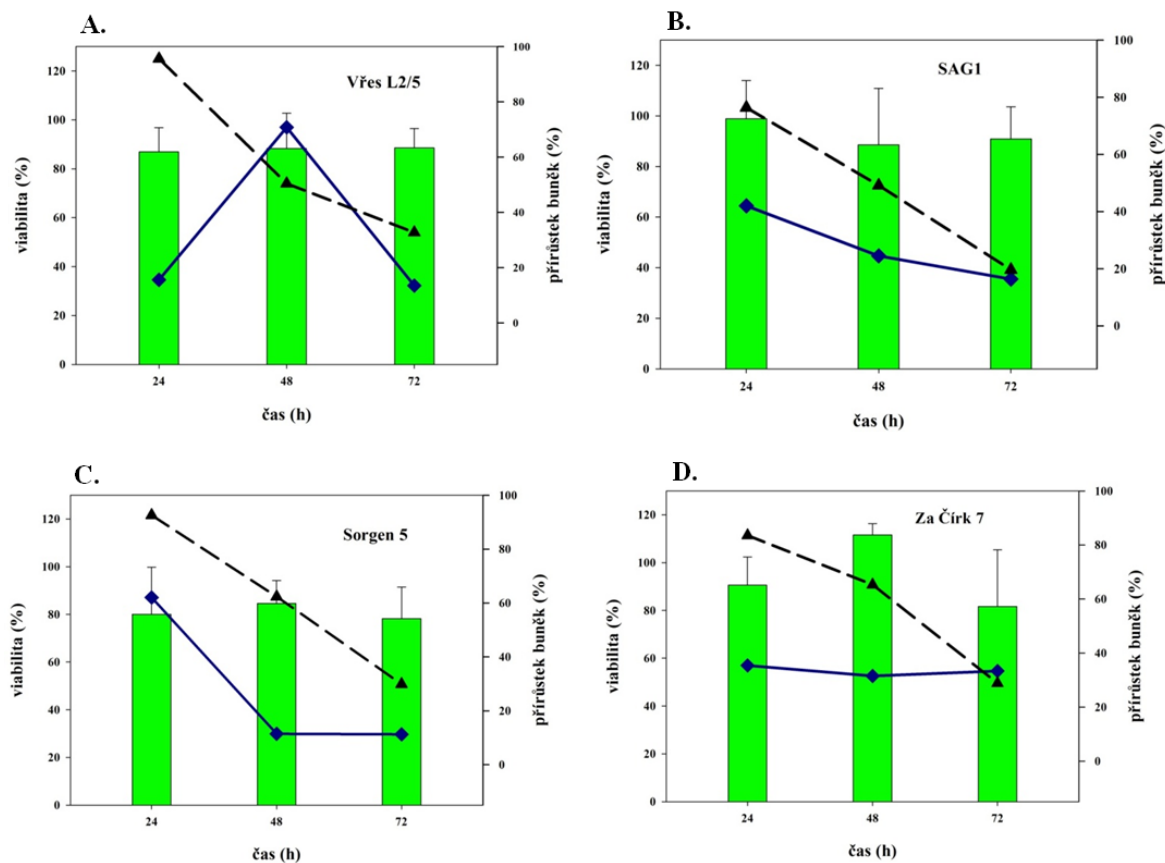 A.
Vřes L2/5
viabilita (%)
přírůstek buněk (%)
120
100
80
60
40
20
0
100
80
60
40
20
0
24 48 72
čas (h)
B.
SAG1
viabilita (%)
přírůstek buněk (%)
120
100
80
60
40
20
0
100
80
60
40
20
0
24 48 72
čas (h)
C.
Sorgen 5
viabilita (%)
přírůstek buněk (%)
120
100
80
60
40
20
0
100
80
60
40
20
0
24 48 72
čas (h)
D.
Za Čírk 7
viabilita (%)
přírůstek buněk (%)
120
100
80
60
40
20
0
100
80
60
40
20
0
24 48 72
čas (h)